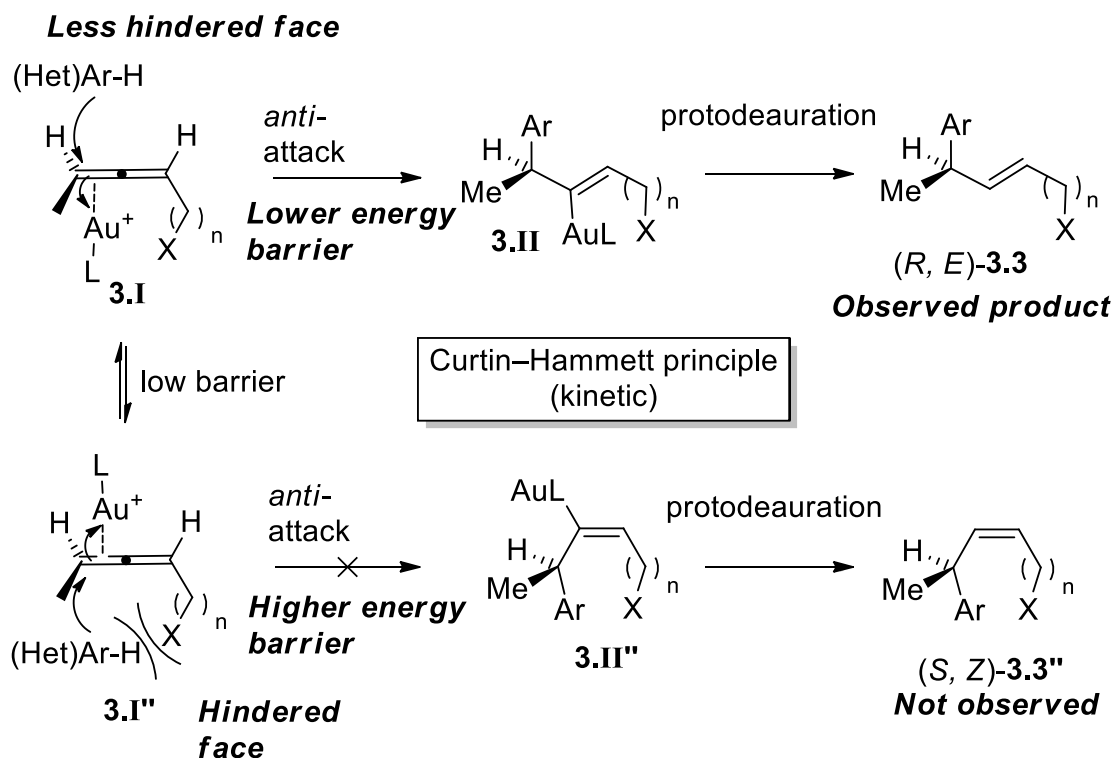 Less hindered face
(Het)Ar-H
H
H
Au+
L
X
n
3.I
anti-
attack
Lower energy
barrier
Ar
H
Me
AuL
X
n
3.II
protodeauration
Ar
H
Me
X
n
(R, E)-3.3
Observed product
low barrier
Curtin–Hammett principle
(kinetic)
L
Au+
H
H
X
n
(Het)Ar-H
3.I"
Hindered
face
anti-
attack
Higher energy
barrier
AuL
H
Me
Ar
X
n
3.II"
protodeauration
H
Me
Ar
X
n
(S, Z)-3.3"
Not observed